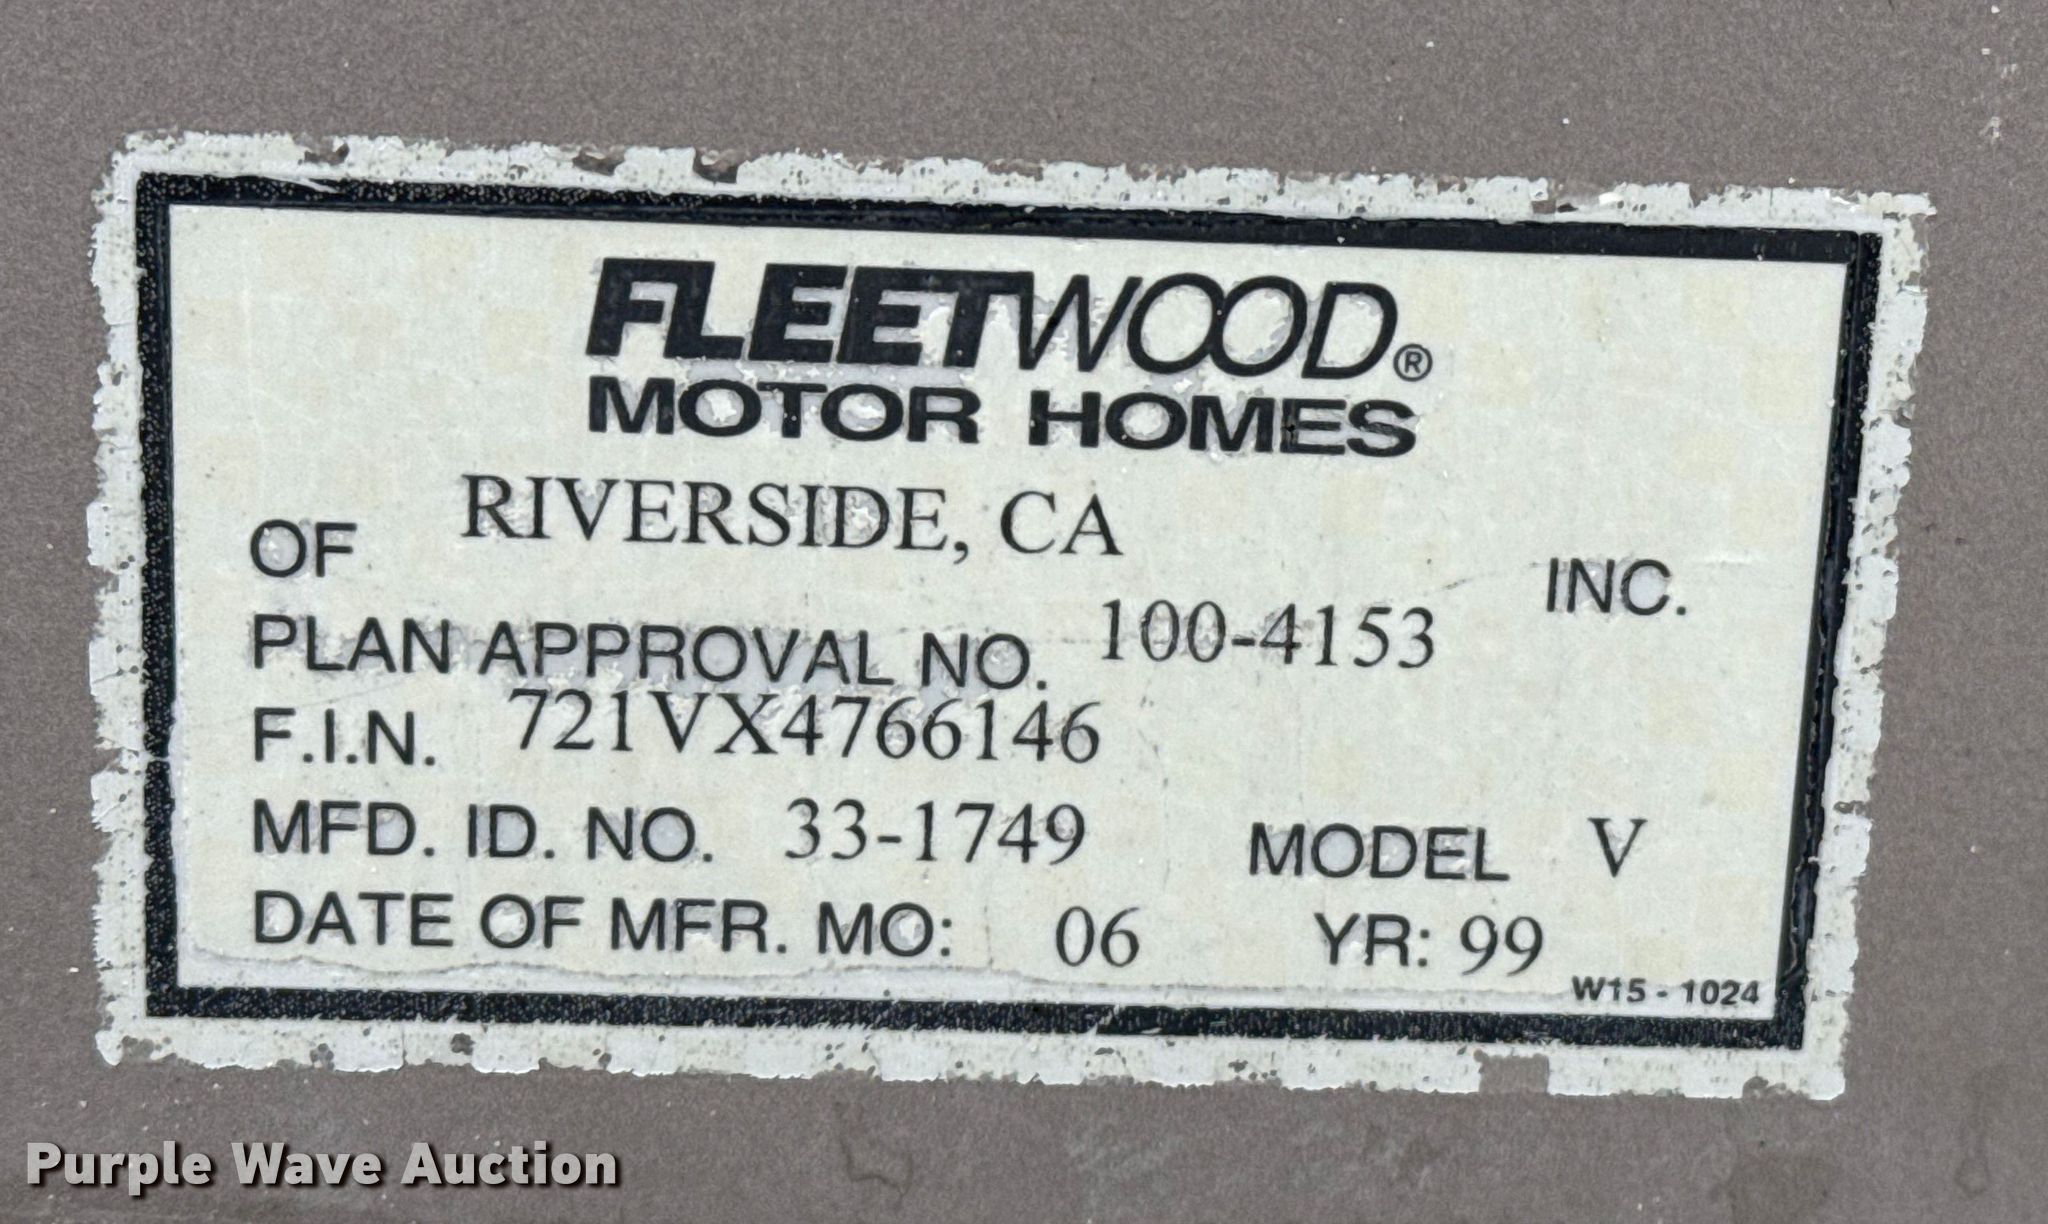 FLEETWOOD®
MOTOR HOMES
OF RIVERSIDE, CA INC.
PLAN APPROVAL NO. 100-4153
F.I.N. 721VX4766146
MFD. ID. NO. 33-1749 MODEL V
DATE OF MFR. MO: 06 YR: 99
W15 - 1024
Purple Wave Auction